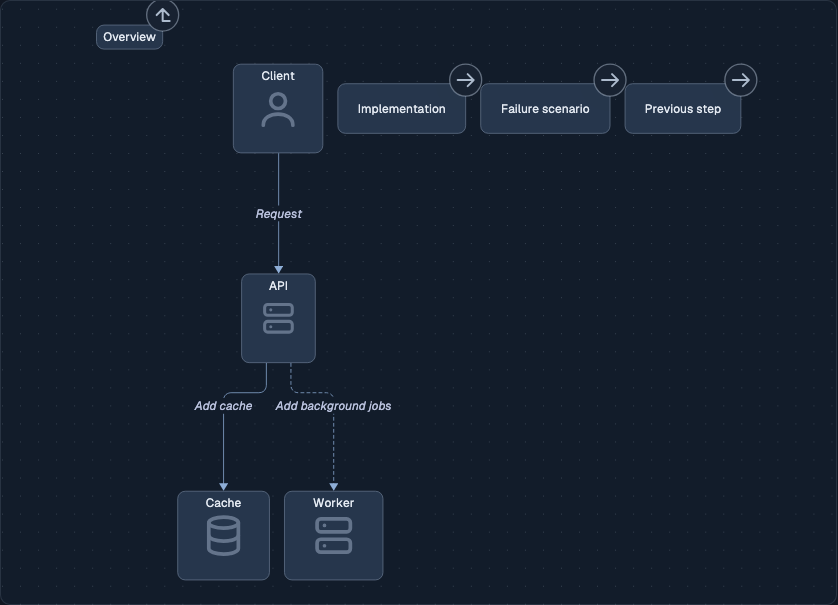 Overview
Client
Implementation
Failure scenario
Previous step
Request
API
Add cache
Add background jobs
Cache
Worker